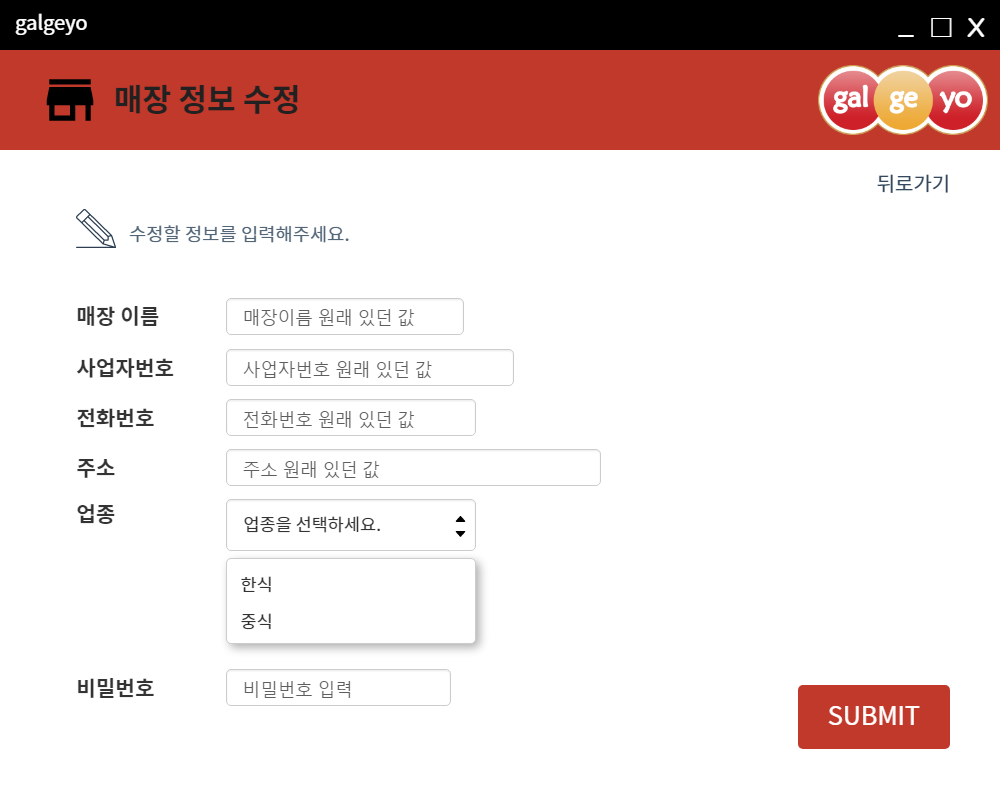 galgeyo
매장 정보 수정
gal ge yo
뒤로가기
수정할 정보를 입력해주세요.
매장 이름 매장이름 원래 있던 값
사업자번호 사업자번호 원래 있던 값
전화번호 전화번호 원래 있던 값
주소 주소 원래 있던 값
업종 업종을 선택하세요.
한식
중식
비밀번호 비밀번호 입력
SUBMIT